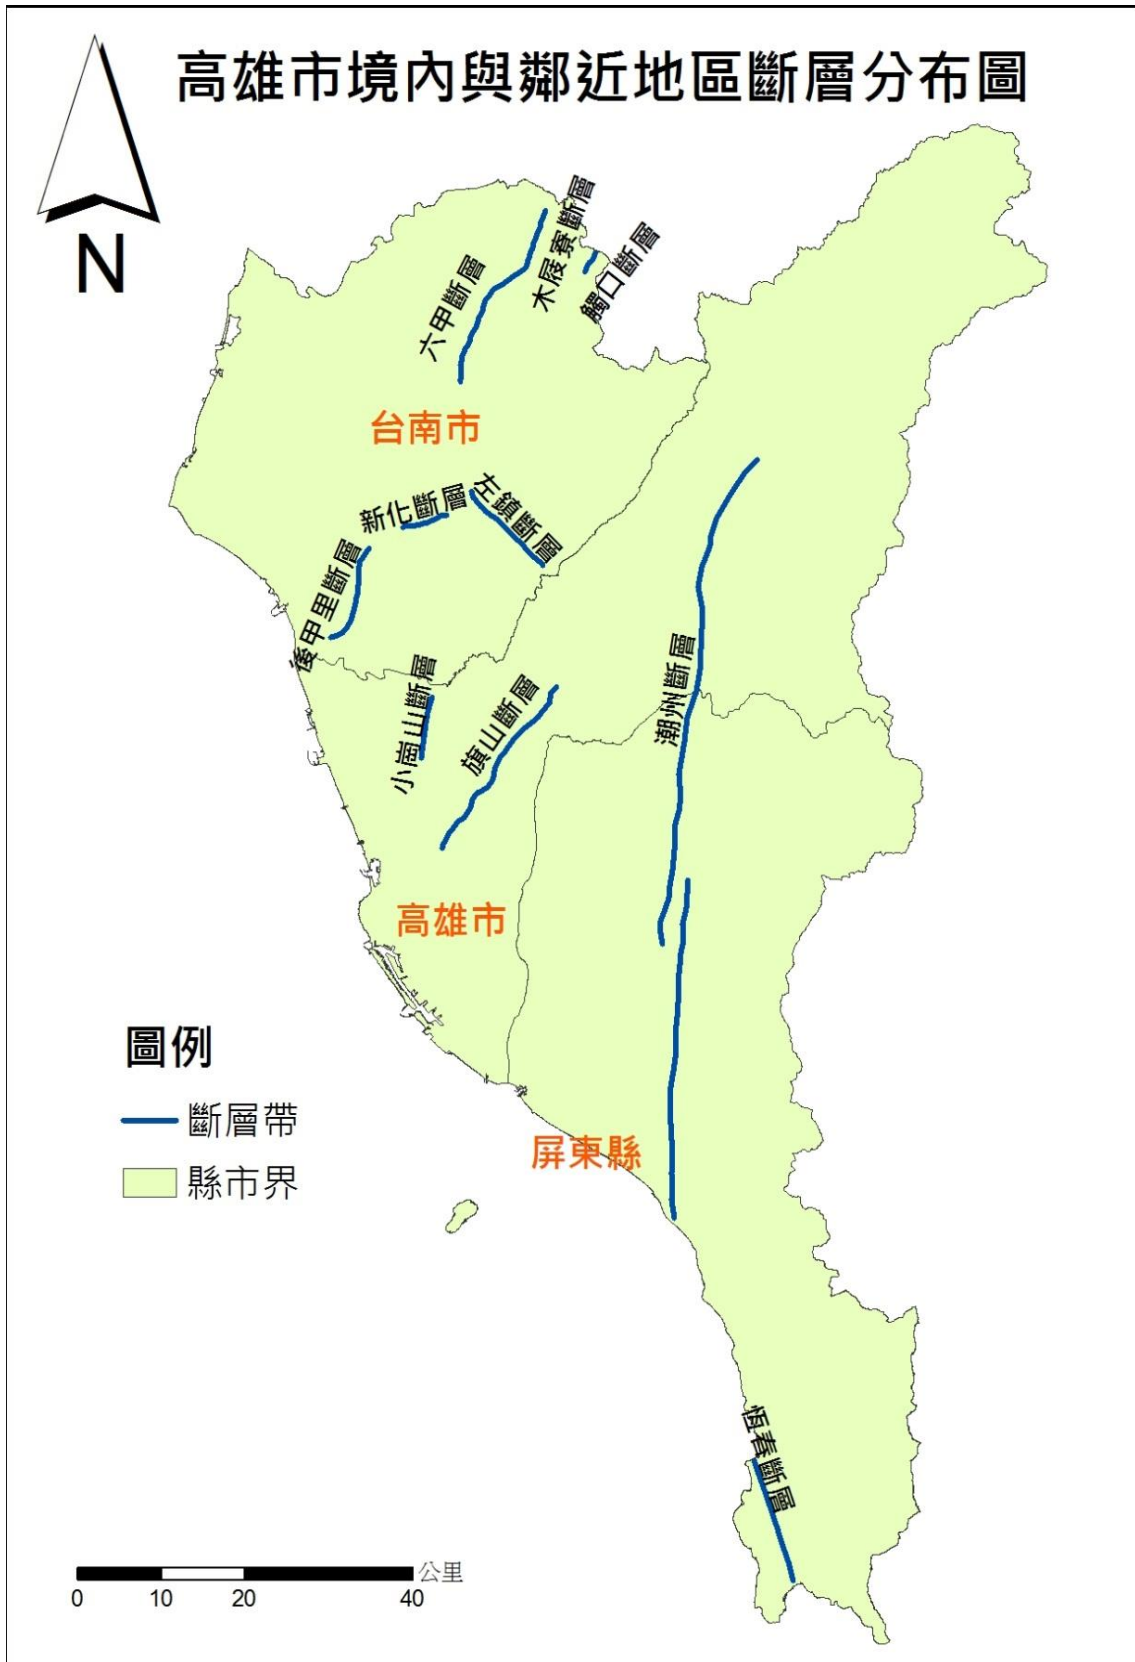 高雄市境內與鄰近地區斷層分布圖
N
木屐寮斷層
觸口斷層
六甲斷層
台南市
左鎮斷層
新化斷層
後甲里斷層
小崗山斷層
旗山斷層
潮州斷層
高雄市
圖例
斷層帶
縣市界
屏東縣
恆春斷層
公里
0 10 20 40